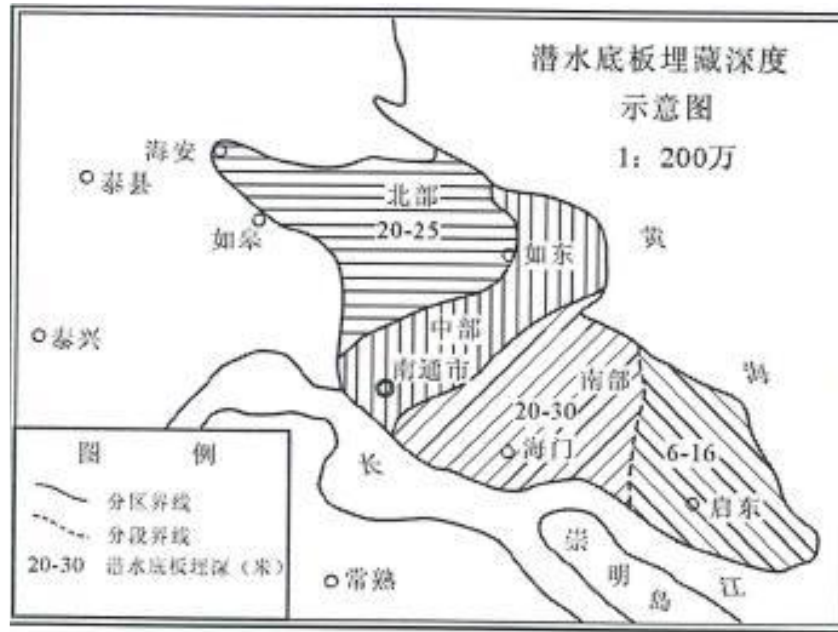 潜水底板埋藏深度
示意图
1：200万
海安
泰县
北部
如皋
20-25
黄
如东
泰兴
中部
海
南通市
南部
20-30
海门
6-16
长
启东
图 例
分区界线
分段界线
20-30 潜水底板埋深（米）
崇
明
岛
江
常熟